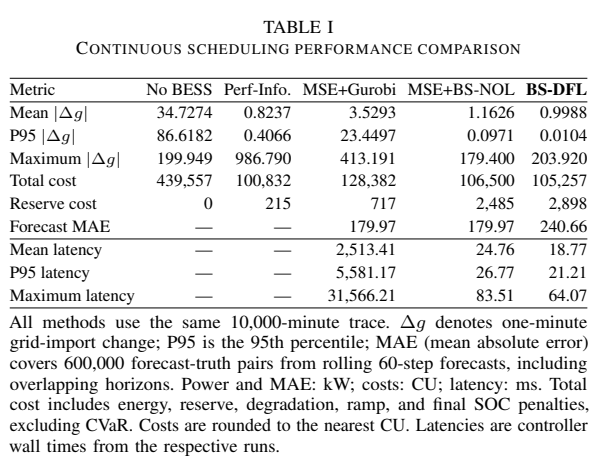 TABLE I
CONTINUOUS SCHEDULING PERFORMANCE COMPARISON
Metric No BESS Perf-Info. MSE+Gurobi MSE+BS-NOL BS-DFL
Mean |Δg| 34.7274 0.8237 3.5293 1.1626 0.9988
P95 |Δg| 86.6182 0.4066 23.4497 0.0971 0.0104
Maximum |Δg| 199.949 986.790 413.191 179.400 203.920
Total cost 439,557 100,832 128,382 106,500 105,257
Reserve cost 0 215 717 2,485 2,898
Forecast MAE — — 179.97 179.97 240.66
Mean latency — — 2,513.41 24.76 18.77
P95 latency — — 5,581.17 26.77 21.21
Maximum latency — — 31,566.21 83.51 64.07
All methods use the same 10,000-minute trace. Δg denotes one-minute
grid-import change; P95 is the 95th percentile; MAE (mean absolute error)
covers 600,000 forecast-truth pairs from rolling 60-step forecasts, including
overlapping horizons. Power and MAE: kW; costs: CU; latency: ms. Total
cost includes energy, reserve, degradation, ramp, and final SOC penalties,
excluding CVaR. Costs are rounded to the nearest CU. Latencies are controller
wall times from the respective runs.